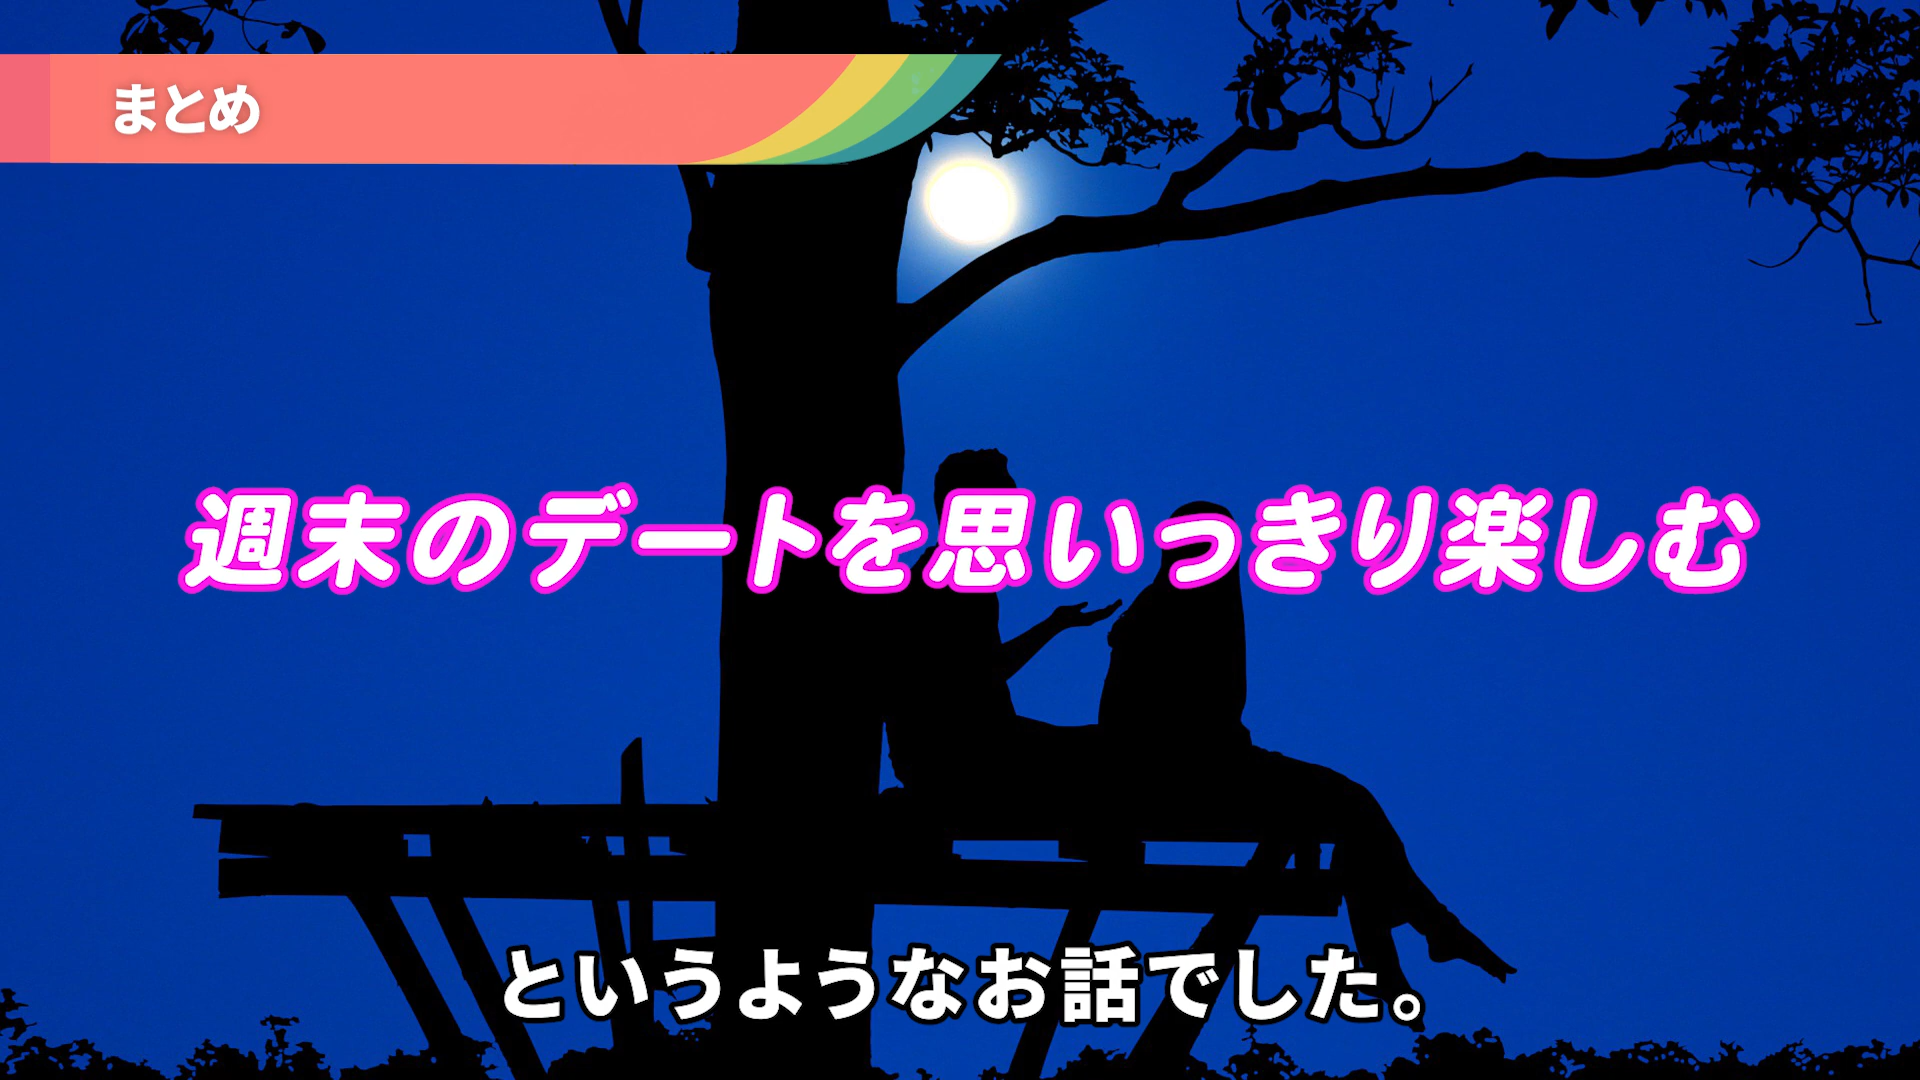 まとめ
週末のデートを思いっきり楽しむ
というようなお話でした。